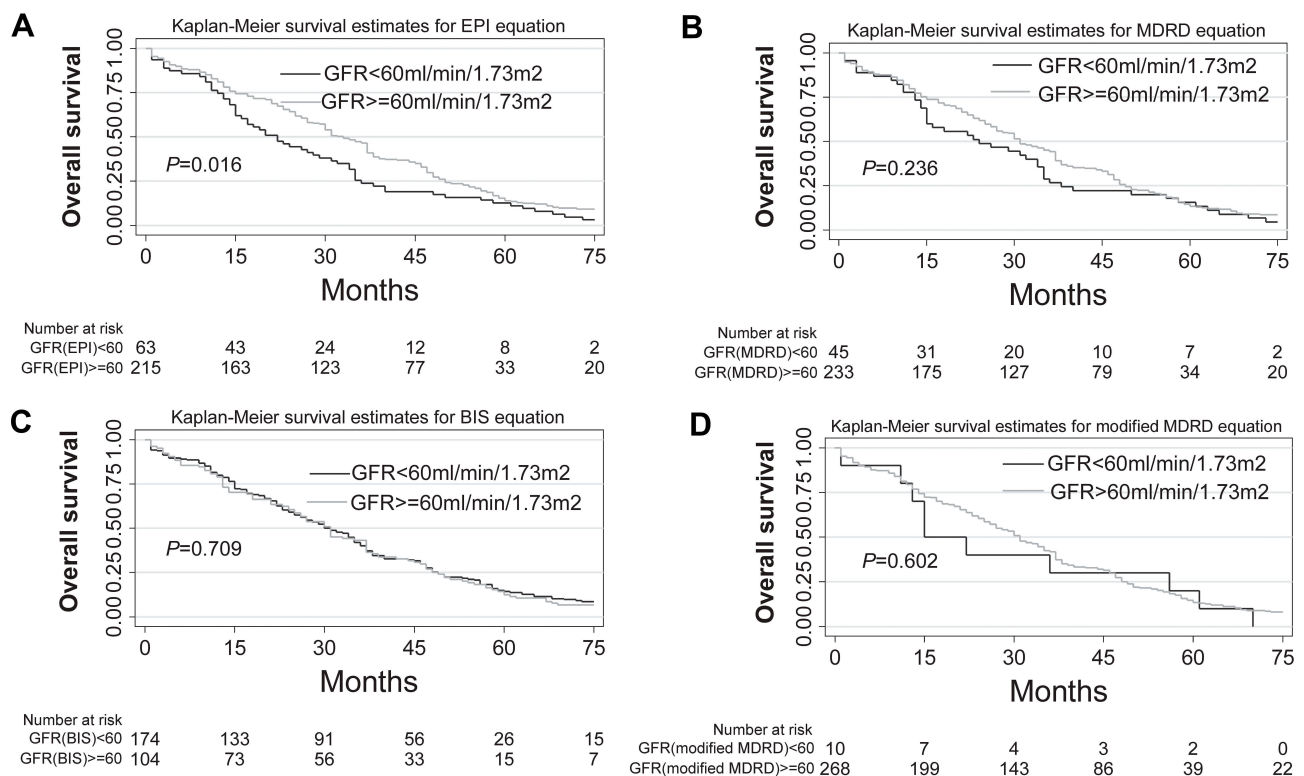 A
Kaplan-Meier survival estimates for EPI equation
Overall survival
0.00 0.25 0.50 0.75 1.00
GFR<60ml/min/1.73m2
GFR>=60ml/min/1.73m2
P=0.016
0 15 30 45 60 75
Months
Number at risk
GFR(EPI)<60 63 43 24 12 8 2
GFR(EPI)>=60 215 163 123 77 33 20
B
Kaplan-Meier survival estimates for MDRD equation
Overall survival
0.00 0.25 0.50 0.75 1.00
GFR<60ml/min/1.73m2
GFR>=60ml/min/1.73m2
P=0.236
0 15 30 45 60 75
Months
Number at risk
GFR(MDRD)<60 45 31 20 10 7 2
GFR(MDRD)>=60 233 175 127 79 34 20
C
Kaplan-Meier survival estimates for BIS equation
Overall survival
0.00 0.25 0.50 0.75 1.00
GFR<60ml/min/1.73m2
GFR>=60ml/min/1.73m2
P=0.709
0 15 30 45 60 75
Months
Number at risk
GFR(BIS)<60 174 133 91 56 26 15
GFR(BIS)>=60 104 73 56 33 15 7
D
Kaplan-Meier survival estimates for modified MDRD equation
Overall survival
0.00 0.25 0.50 0.75 1.00
GFR<60ml/min/1.73m2
GFR>60ml/min/1.73m2
P=0.602
0 15 30 45 60 75
Months
Number at risk
GFR(modified MDRD)<60 10 7 4 3 2 0
GFR(modified MDRD)>=60 268 199 143 86 39 22